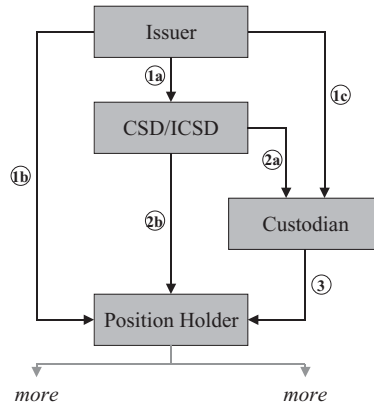 Issuer
1a
1c
CSD/ICSD
2a
1b
2b
Custodian
3
Position Holder
more
more